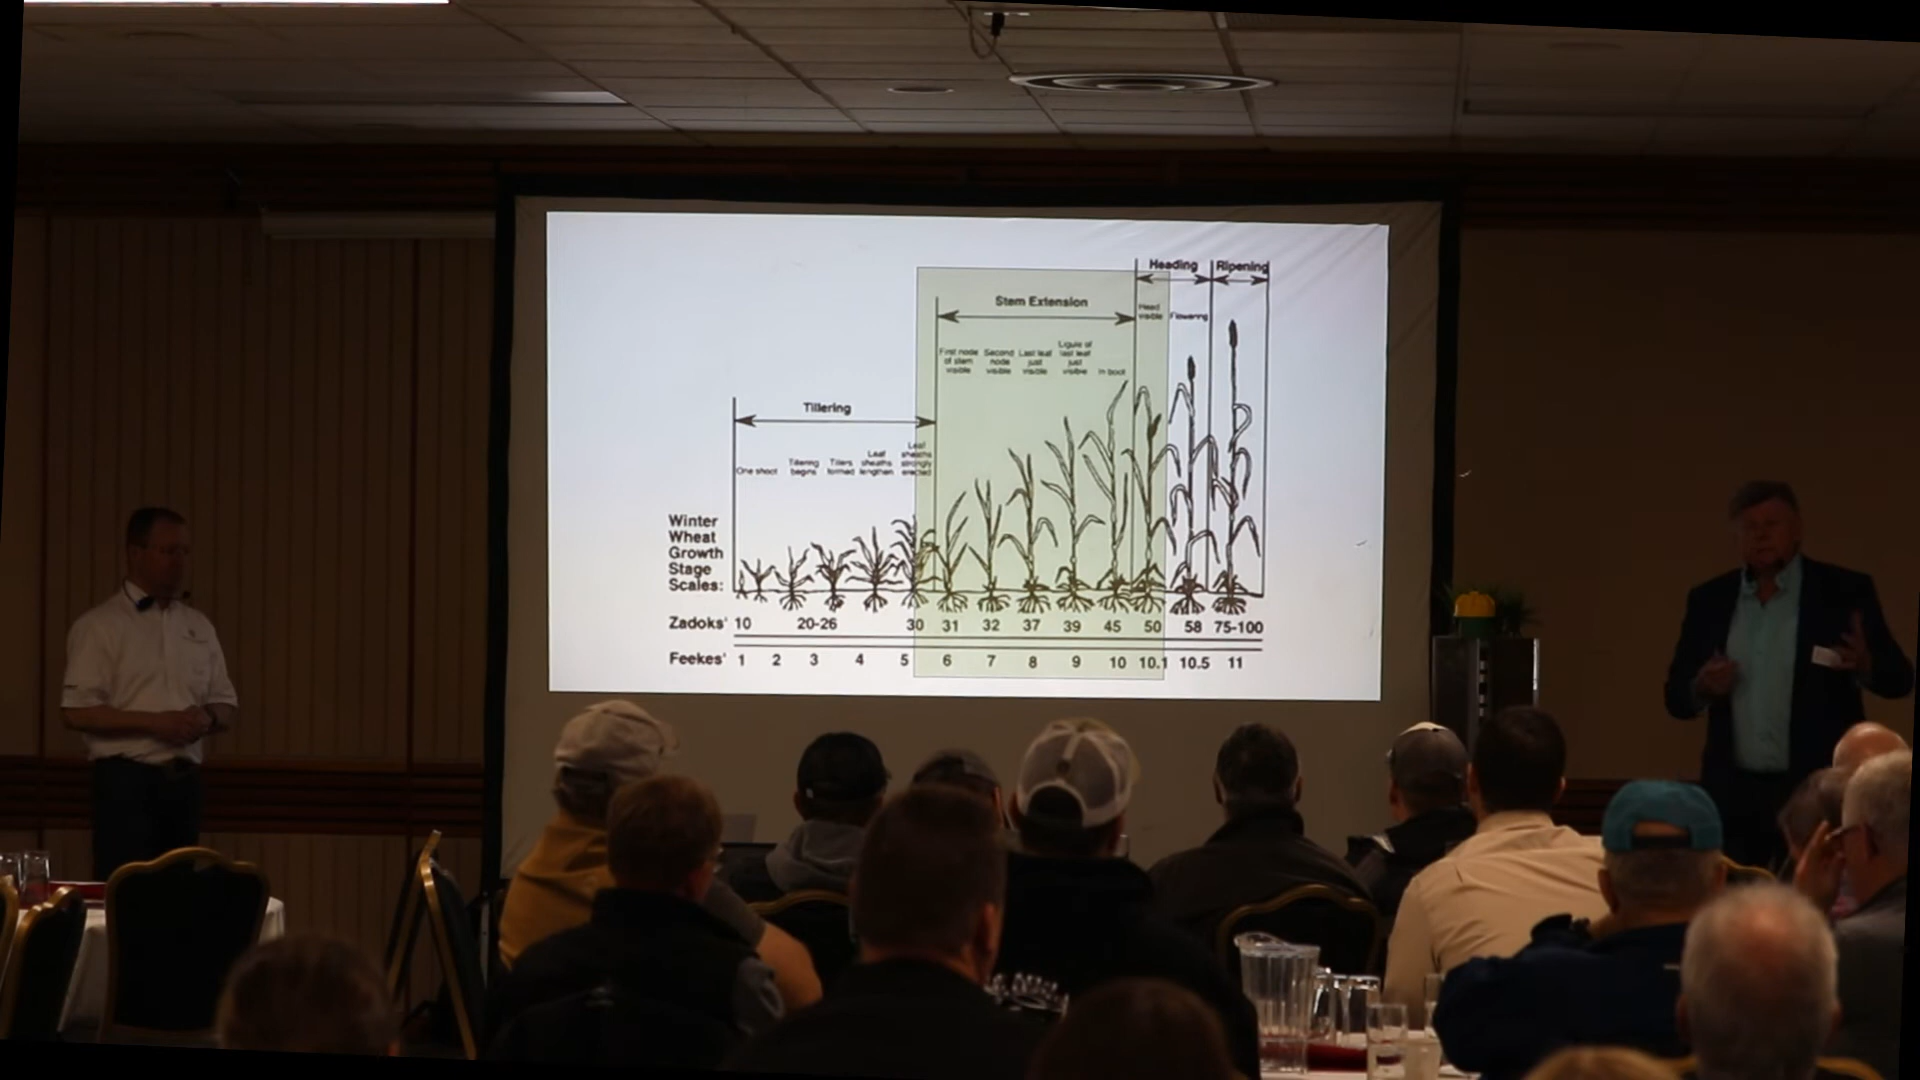 Heading
Ripening
Stem Extension
Head
visible
Flowering
First node
of stem
visible
Second
node
visible
Last leaf
just
visible
Ligule of
last leaf
just
visible
In boot
Tillering
One shoot
Tillering
begins
Tillers
formed
Leaf
sheaths
lengthen
Leaf
sheaths
strongly
erected
Winter
Wheat
Growth
Stage
Scales:
Zadoks' 10 20-26 30 31 32 37 39 45 50 58 75-100
Feekes' 1 2 3 4 5 6 7 8 9 10 10.1 10.5 11